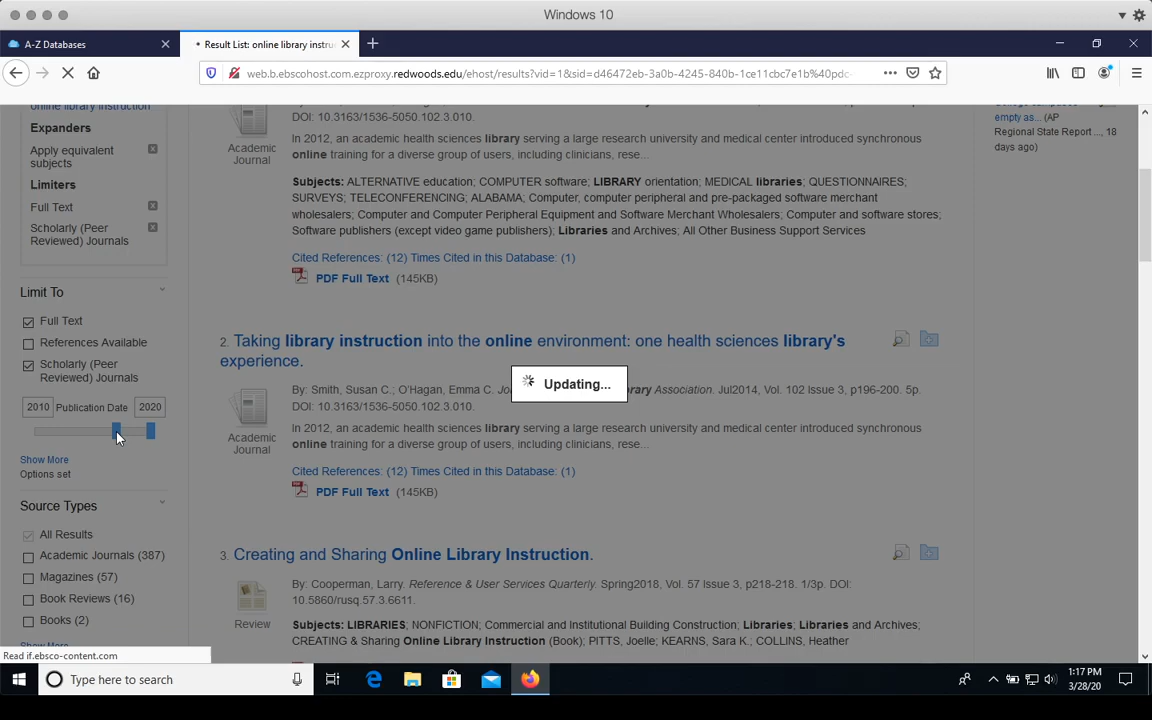 Windows 10
A-Z Databases
Result List: online library instru
web.b.ebscohost.com.ezproxy.redwoods.edu/ehost/results?vid=1&sid=d46472eb-3a0b-4245-840b-1ce11cbc7e1b%40pdc-
online library instruction
Expanders
Apply equivalent
subjects
Limiters
Full Text
Scholarly (Peer
Reviewed) Journals
Limit To
Full Text
References Available
Scholarly (Peer
Reviewed) Journals
2010 Publication Date 2020
Show More
Options set
Source Types
All Results
Academic Journals (387)
Magazines (57)
Book Reviews (16)
Books (2)
Show More
Read if.ebsco-content.com
Academic
Journal
DOI: 10.3163/1536-5050.102.3.010.
In 2012, an academic health sciences library serving a large research university and medical center introduced synchronous
online training for a diverse group of users, including clinicians, rese...
Subjects: ALTERNATIVE education; COMPUTER software; LIBRARY orientation; MEDICAL libraries; QUESTIONNAIRES;
SURVEYS; TELECONFERENCING; ALABAMA; Computer, computer peripheral and pre-packaged software merchant
wholesalers; Computer and Computer Peripheral Equipment and Software Merchant Wholesalers; Computer and software stores;
Software publishers (except video game publishers); Libraries and Archives; All Other Business Support Services
Cited References: (12) Times Cited in this Database: (1)
PDF Full Text (145KB)
2. Taking library instruction into the online environment: one health sciences library's
experience.
By: Smith, Susan C.; O'Hagan, Emma C. Jo rary Association. Jul2014, Vol. 102 Issue 3, p196-200. 5p.
DOI: 10.3163/1536-5050.102.3.010.
Academic
Journal
In 2012, an academic health sciences library serving a large research university and medical center introduced synchronous
online training for a diverse group of users, including clinicians, rese...
Cited References: (12) Times Cited in this Database: (1)
PDF Full Text (145KB)
Updating...
3. Creating and Sharing Online Library Instruction.
By: Cooperman, Larry. Reference & User Services Quarterly. Spring2018, Vol. 57 Issue 3, p218-218. 1/3p. DOI:
10.5860/rusq.57.3.6611.
Review
Subjects: LIBRARIES; NONFICTION; Commercial and Institutional Building Construction; Libraries; Libraries and Archives;
CREATING & Sharing Online Library Instruction (Book); PITTS, Joelle; KEARNS, Sara K.; COLLINS, Heather
empty as... (AP
Regional State Report ..., 18
days ago)
Type here to search
1:17 PM
3/28/20